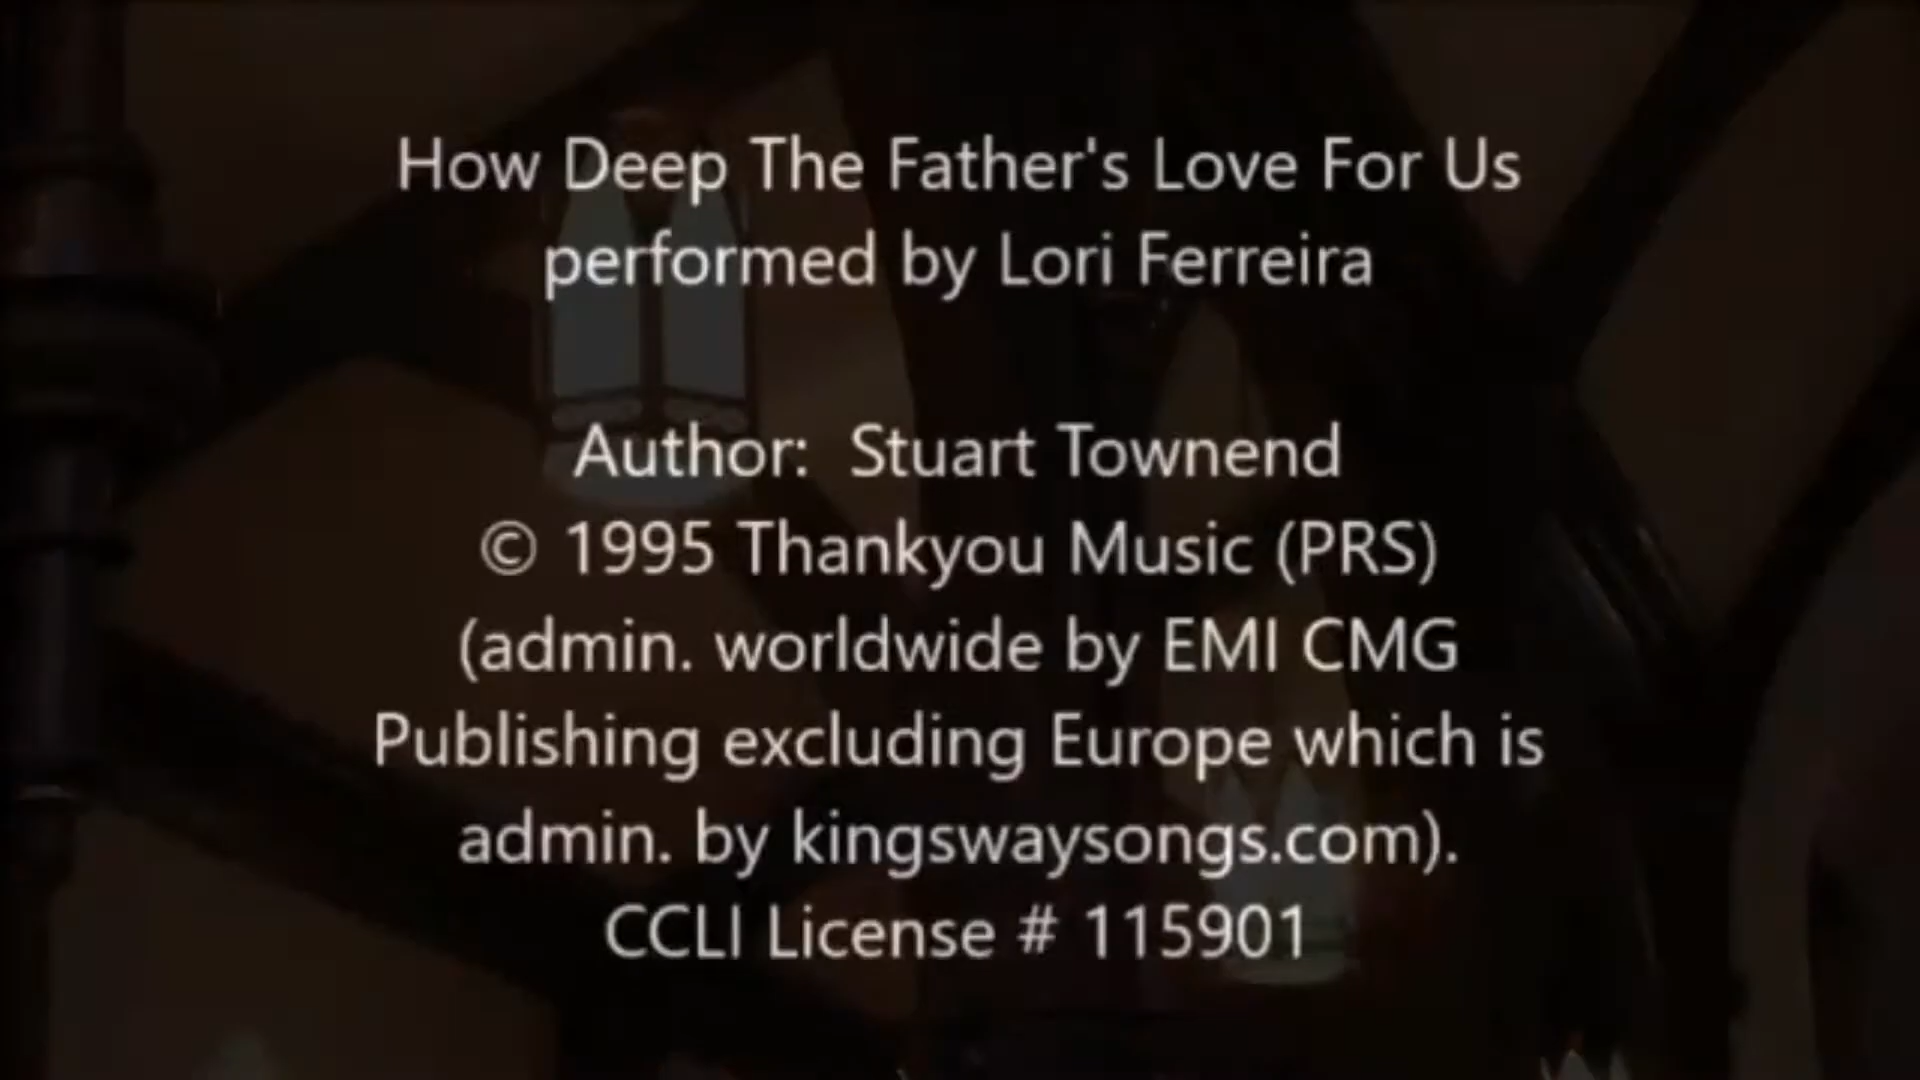 How Deep The Father's Love For Us
performed by Lori Ferreira
Author:  Stuart Townend
© 1995 Thankyou Music (PRS)
(admin. worldwide by EMI CMG
Publishing excluding Europe which is
admin. by kingswaysongs.com).
CCLI License # 115901